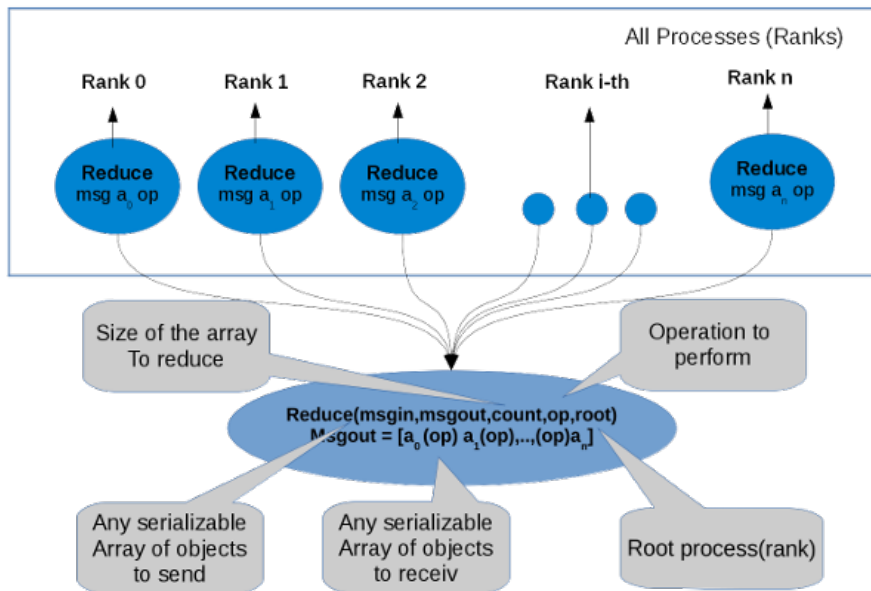 All Processes (Ranks)
Rank 0
Rank 1
Rank 2
Rank i-th
Rank n
Reduce
msg a₀ op
Reduce
msg a₁ op
Reduce
msg a₂ op
Reduce
msg aₙ op
Size of the array
To reduce
Operation to
perform
Reduce(msgin,msgout,count,op,root)
Msgout = [a₀(op) a₁(op),..,(op)aₙ]
Any serializable
Array of objects
to send
Any serializable
Array of objects
to receiv
Root process(rank)